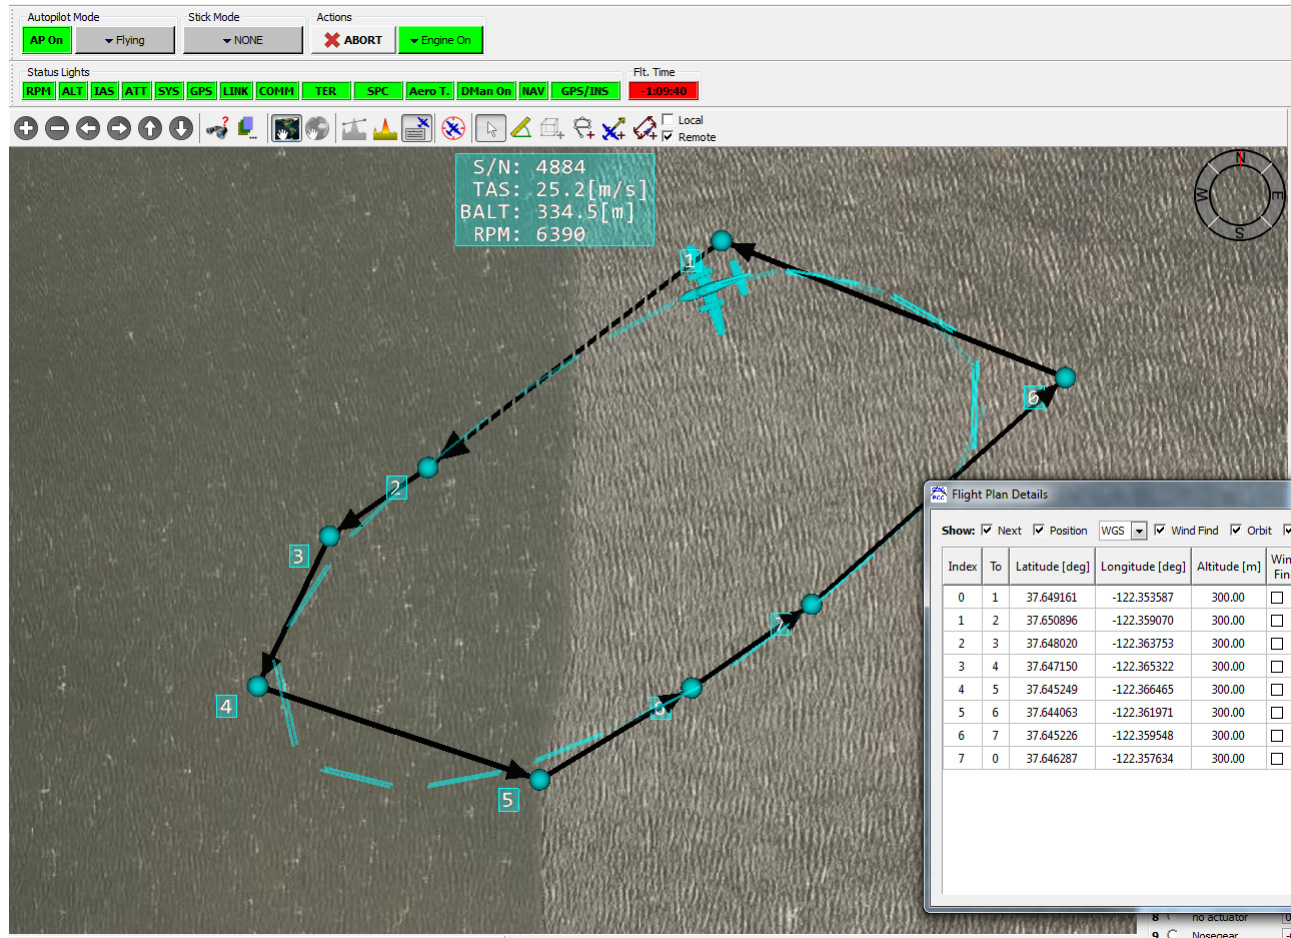 Autopilot Mode Stick Mode Actions
AP On Flying NONE ABORT Engine On
Status Lights Flt. Time
RPM ALT IAS ATT SYS GPS LINK COMM TER SPC Aero T. DMan On NAV GPS/INS -1:09:40
Local
Remote
S/N: 4884
TAS: 25.2[m/s]
BALT: 334.5[m]
RPM: 6390
N
W E
S
1
6
2
3
7
4
5
Flight Plan Details
Show: Next Position WGS Wind Find Orbit
Index To Latitude [deg] Longitude [deg] Altitude [m] Win
Fin
0 1 37.649161 -122.353587 300.00
1 2 37.650896 -122.359070 300.00
2 3 37.648020 -122.363753 300.00
3 4 37.647150 -122.365322 300.00
4 5 37.645249 -122.366465 300.00
5 6 37.644063 -122.361971 300.00
6 7 37.645226 -122.359548 300.00
7 0 37.646287 -122.357634 300.00
8 no actuator
9 Nosegear